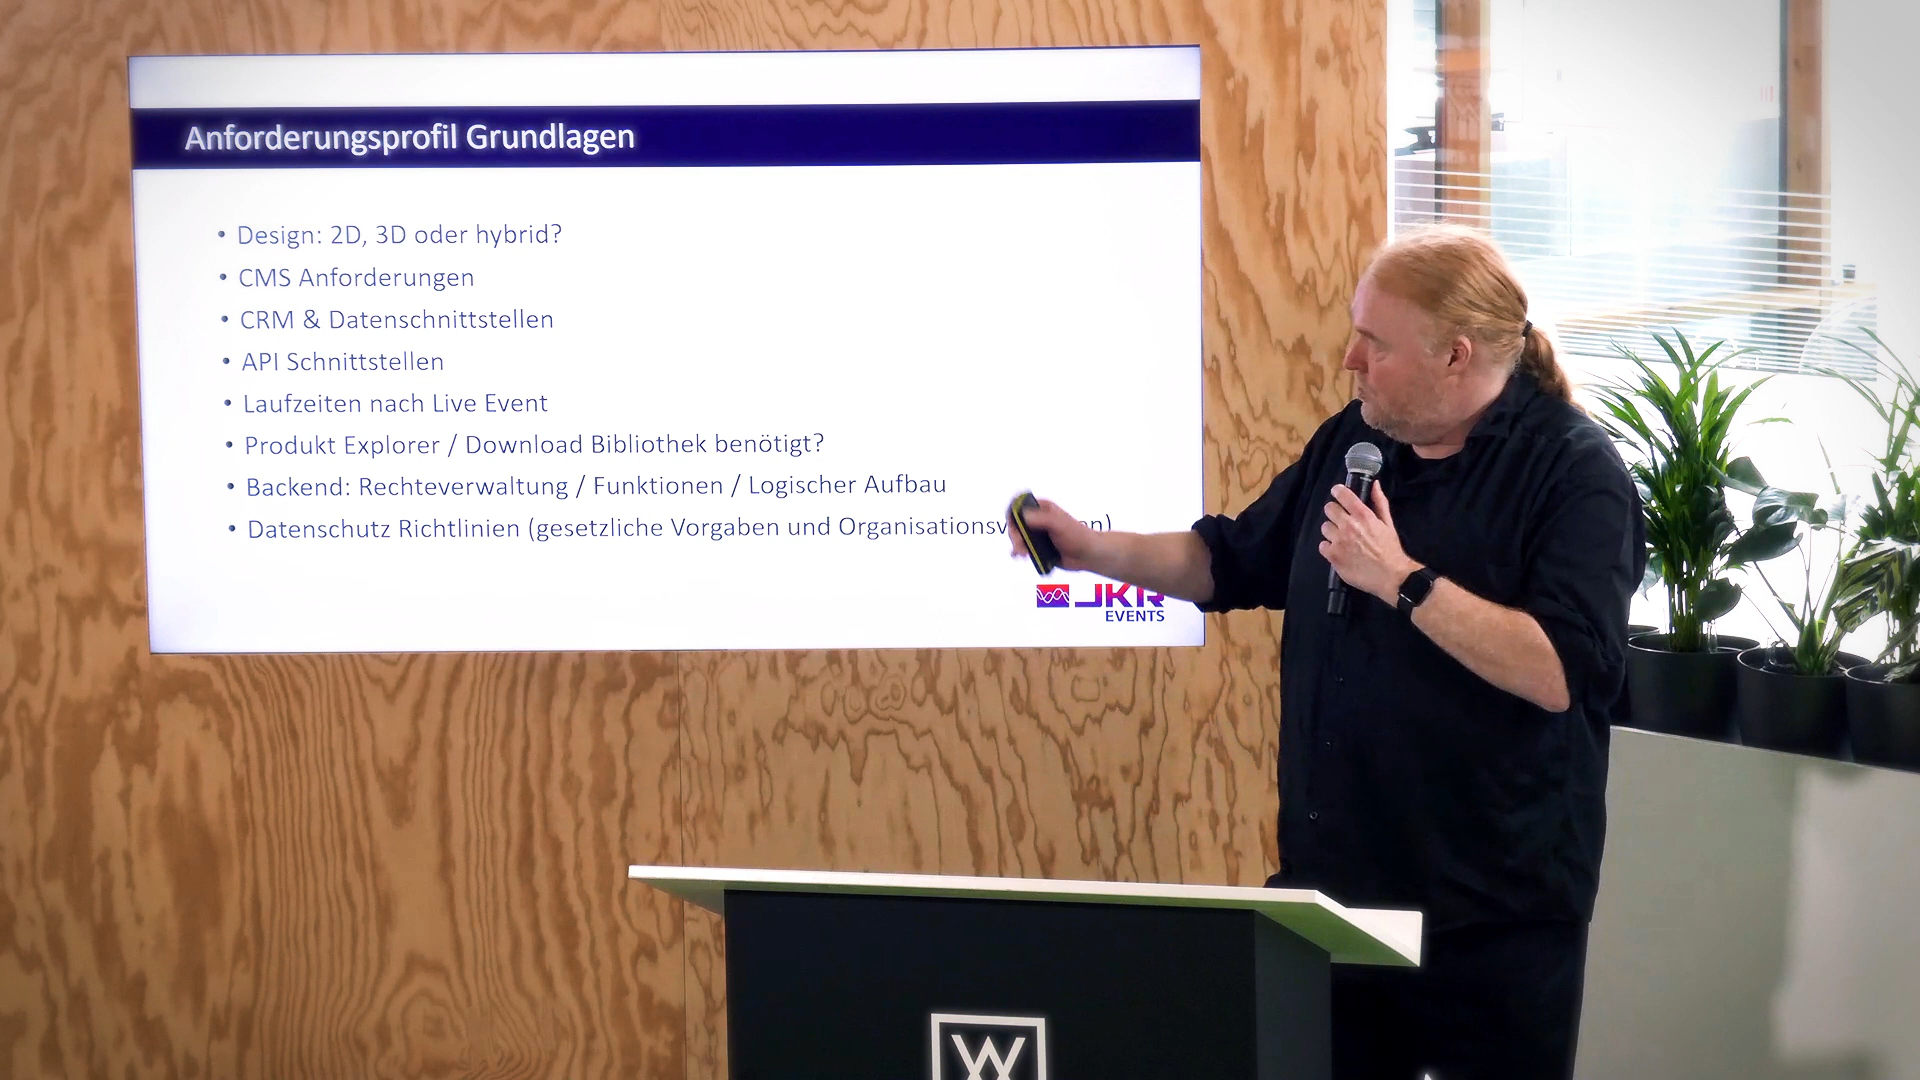 Anforderungsprofil Grundlagen
• Design: 2D, 3D oder hybrid?
• CMS Anforderungen
• CRM & Datenschnittstellen
• API Schnittstellen
• Laufzeiten nach Live Event
• Produkt Explorer / Download Bibliothek benötigt?
• Backend: Rechteverwaltung / Funktionen / Logischer Aufbau
• Datenschutz Richtlinien (gesetzliche Vorgaben und
JKR
EVENTS
W